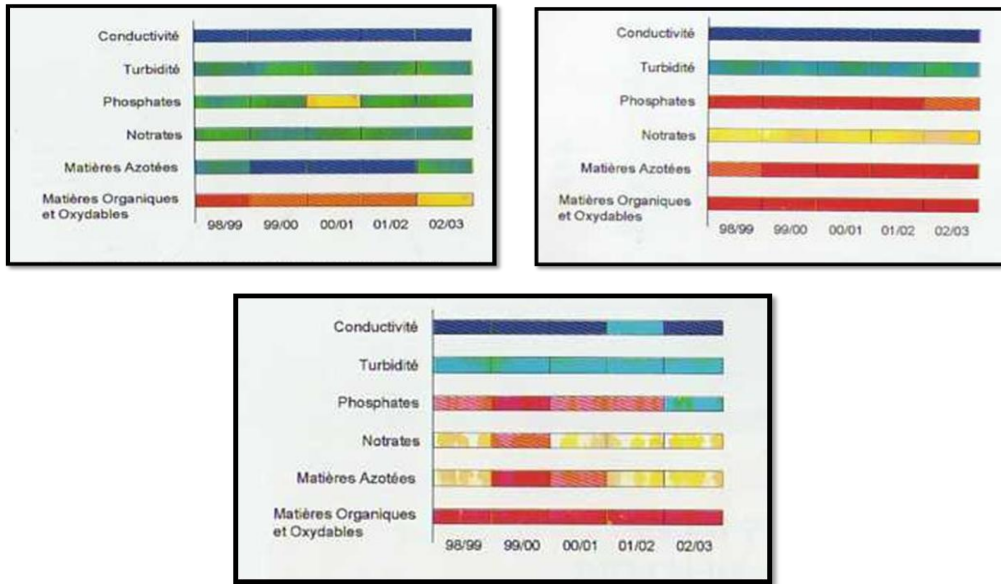 Conductivité
Turbidité
Phosphates
Notrates
Matières Azotées
Matières Organiques
et Oxydables
98/99 99/00 00/01 01/02 02/03
Conductivité
Turbidité
Phosphates
Notrates
Matières Azotées
Matières Organiques
et Oxydables
98/99 99/00 00/01 01/02 02/03
Conductivité
Turbidité
Phosphates
Notrates
Matières Azotées
Matières Organiques
et Oxydables
98/99 99/00 00/01 01/02 02/03